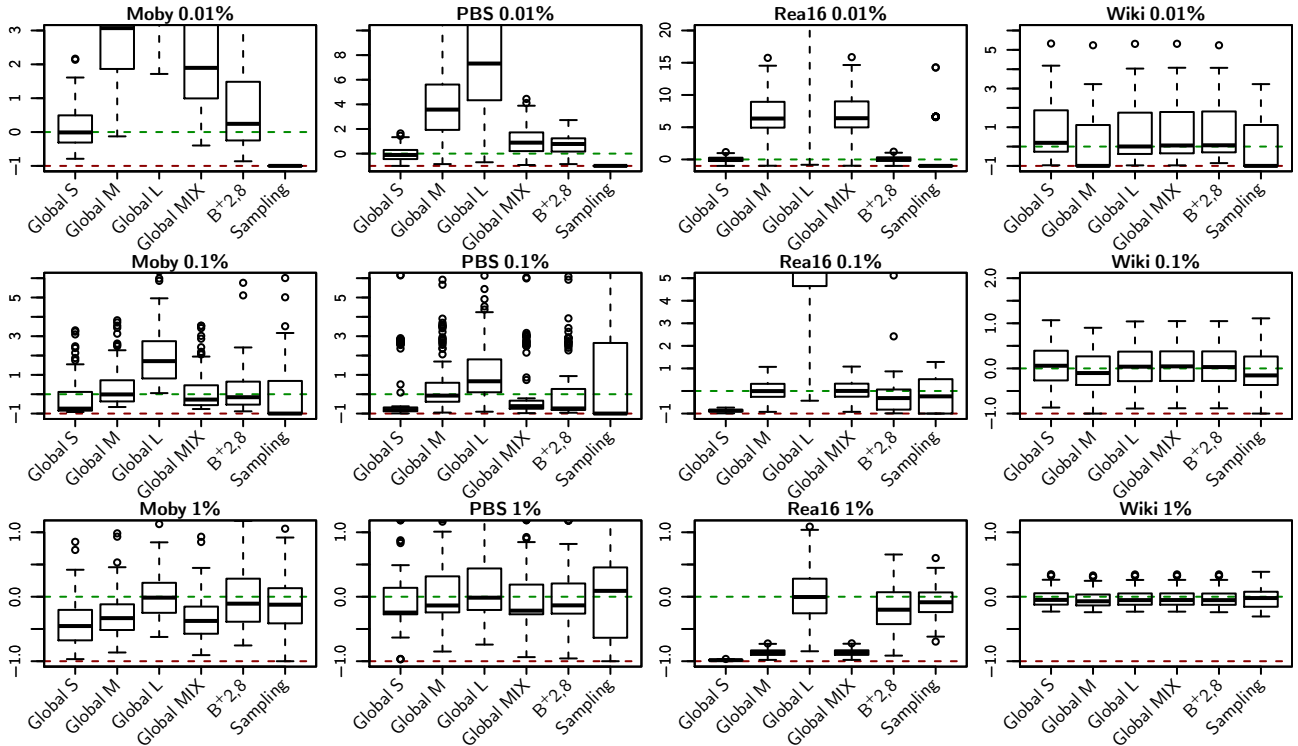 Moby 0.01%
PBS 0.01%
Rea16 0.01%
Wiki 0.01%
3
2
1
0
−1
8
6
4
2
0
20
15
10
5
0
5
3
1
−1
Global S
Global M
Global L
Global MIX
B+2,8
Sampling
Global S
Global M
Global L
Global MIX
B+2,8
Sampling
Global S
Global M
Global L
Global MIX
B+2,8
Sampling
Global S
Global M
Global L
Global MIX
B+2,8
Sampling
Moby 0.1%
PBS 0.1%
Rea16 0.1%
Wiki 0.1%
5
3
1
−1
5
3
1
−1
5
4
2
1
0
−1
2.0
1.0
0.0
−1.0
Global S
Global M
Global L
Global MIX
B+2,8
Sampling
Global S
Global M
Global L
Global MIX
B+2,8
Sampling
Global S
Global M
Global L
Global MIX
B+2,8
Sampling
Global S
Global M
Global L
Global MIX
B+2,8
Sampling
Moby 1%
PBS 1%
Rea16 1%
Wiki 1%
1.0
0.0
−1.0
1.0
0.0
−1.0
1.0
0.0
−1.0
1.0
0.0
−1.0
Global S
Global M
Global L
Global MIX
B+2,8
Sampling
Global S
Global M
Global L
Global MIX
B+2,8
Sampling
Global S
Global M
Global L
Global MIX
B+2,8
Sampling
Global S
Global M
Global L
Global MIX
B+2,8
Sampling